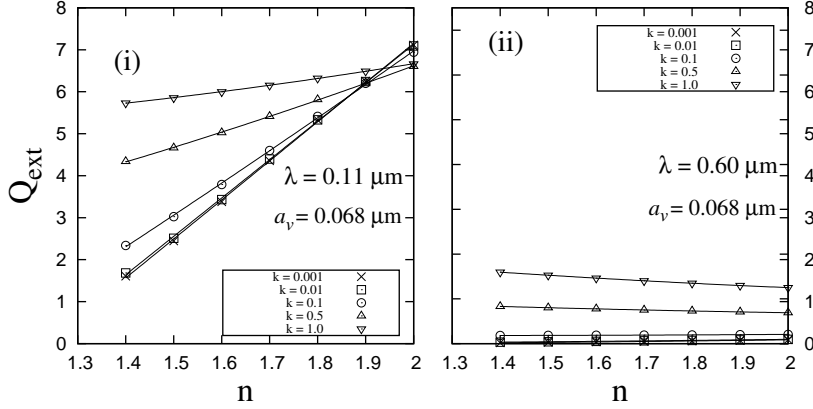 (i)
Q_ext
8
7
6
5
4
3
2
1
0
λ = 0.11 μm
a_v = 0.068 μm
k = 0.001
k = 0.01
k = 0.1
k = 0.5
k = 1.0
1.3 1.4 1.5 1.6 1.7 1.8 1.9 2
n
(ii)
k = 0.001
k = 0.01
k = 0.1
k = 0.5
k = 1.0
λ = 0.60 μm
a_v = 0.068 μm
8
7
6
5
4
3
2
1
0
1.3 1.4 1.5 1.6 1.7 1.8 1.9 2
n